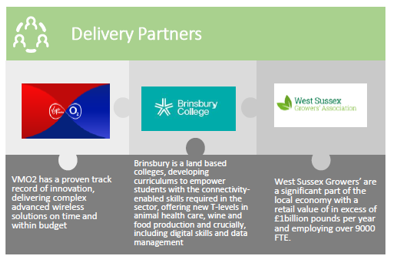 Delivery Partners
O₂
Brinsbury
College
West Sussex
Growers' Association
VMO2 has a proven track
record of innovation,
delivering complex
advanced wireless
solutions on time and
within budget
Brinsbury is a land based
colleges, developing
curriculums to empower
students with the connectivity-
enabled skills required in the
sector, offering new T-levels in
animal health care, wine and
food production and crucially,
including digital skills and data
management
West Sussex Growers' are
a significant part of the
local economy with a
retail value of in excess of
£1billion pounds per year
and employing over 9000
FTE.